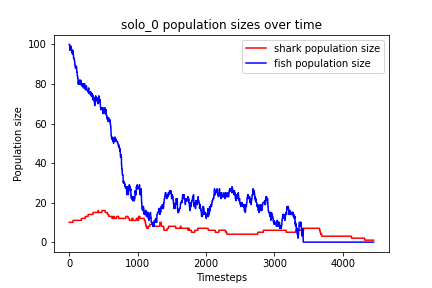 solo_0 population sizes over time
shark population size
fish population size
Population size
100
80
60
40
20
0
0
1000
2000
3000
4000
Timesteps